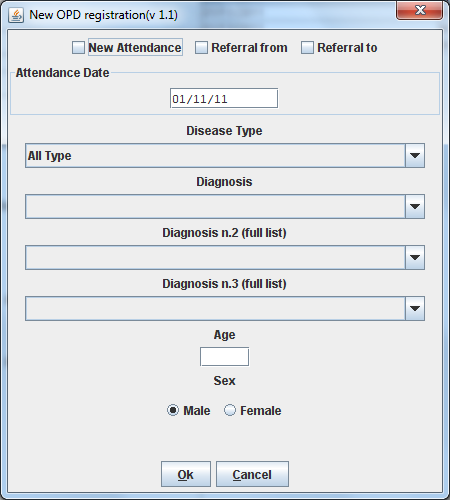 New OPD registration(v 1.1)
New Attendance Referral from Referral to
Attendance Date
01/11/11
Disease Type
All Type
Diagnosis
Diagnosis n.2 (full list)
Diagnosis n.3 (full list)
Age
Sex
Male Female
Ok Cancel